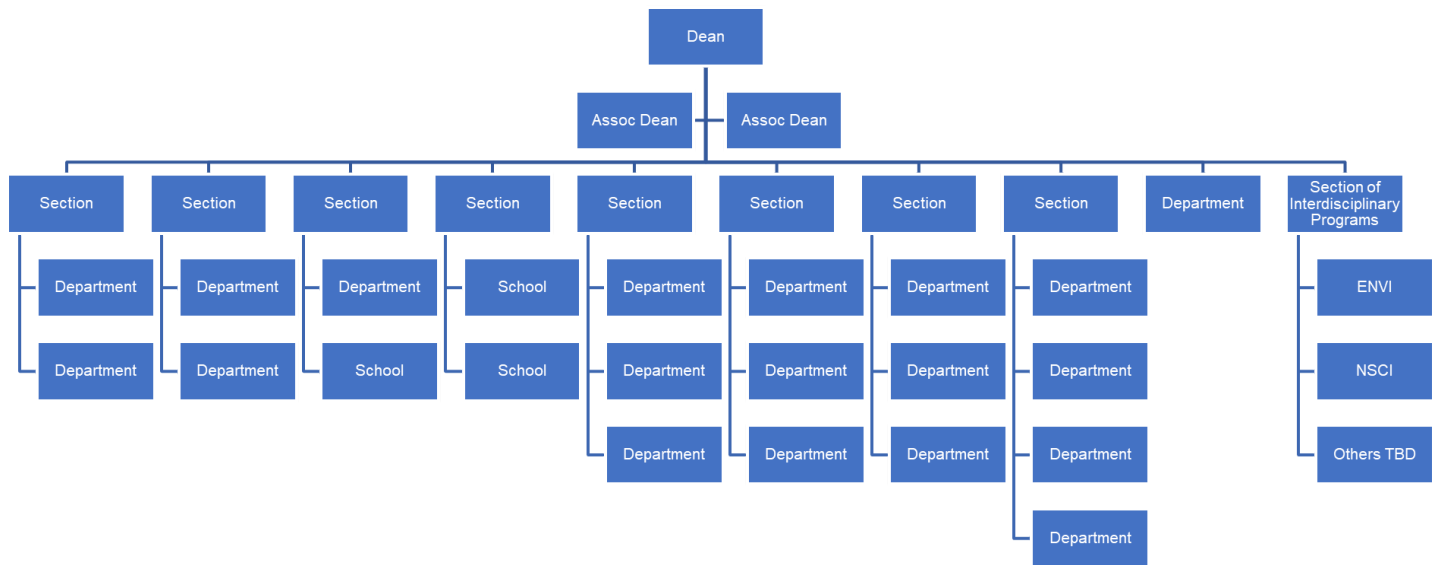 Dean
Assoc Dean
Assoc Dean
Section
Section
Section
Section
Section
Section
Section
Section
Department
Section of
Interdisciplinary
Programs
Department
Department
Department
School
Department
Department
Department
Department
ENVI
Department
Department
School
School
Department
Department
Department
Department
NSCI
Department
Department
Department
Department
Others TBD
Department